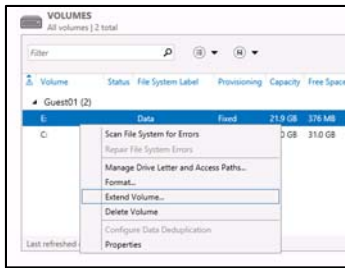 VOLUMES
All volumes | 2 total
Filter
Volume Status File System Label Provisioning Capacity Free Space
Guest01 (2)
E: Data Fixed 21.9 GB 376 MB
C: GB 31.0 GB
Scan File System for Errors
Repair File System Errors
Manage Drive Letter and Access Paths...
Format...
Extend Volume...
Delete Volume
Configure Data Deduplication
Properties
Last refreshed